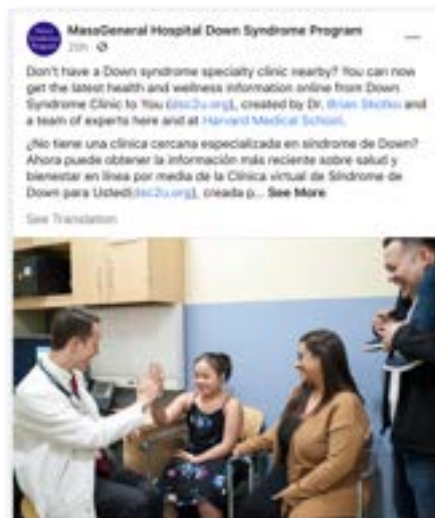 MassGeneral Hospital Down Syndrome Program
20h
Don't have a Down syndrome specialty clinic nearby? You can now
get the latest health and wellness information online from Down
Syndrome Clinic to You (dsc2u.org), created by Dr. Brian Skotko and
a team of experts here and at Harvard Medical School.
¿No tiene una clínica cercana especializada en síndrome de Down?
Ahora puede obtener la información más reciente sobre salud y
bienestar en línea por medio de la Clínica virtual de Síndrome de
Down para Usted(dsc2u.org), creada p... See More
See Translation